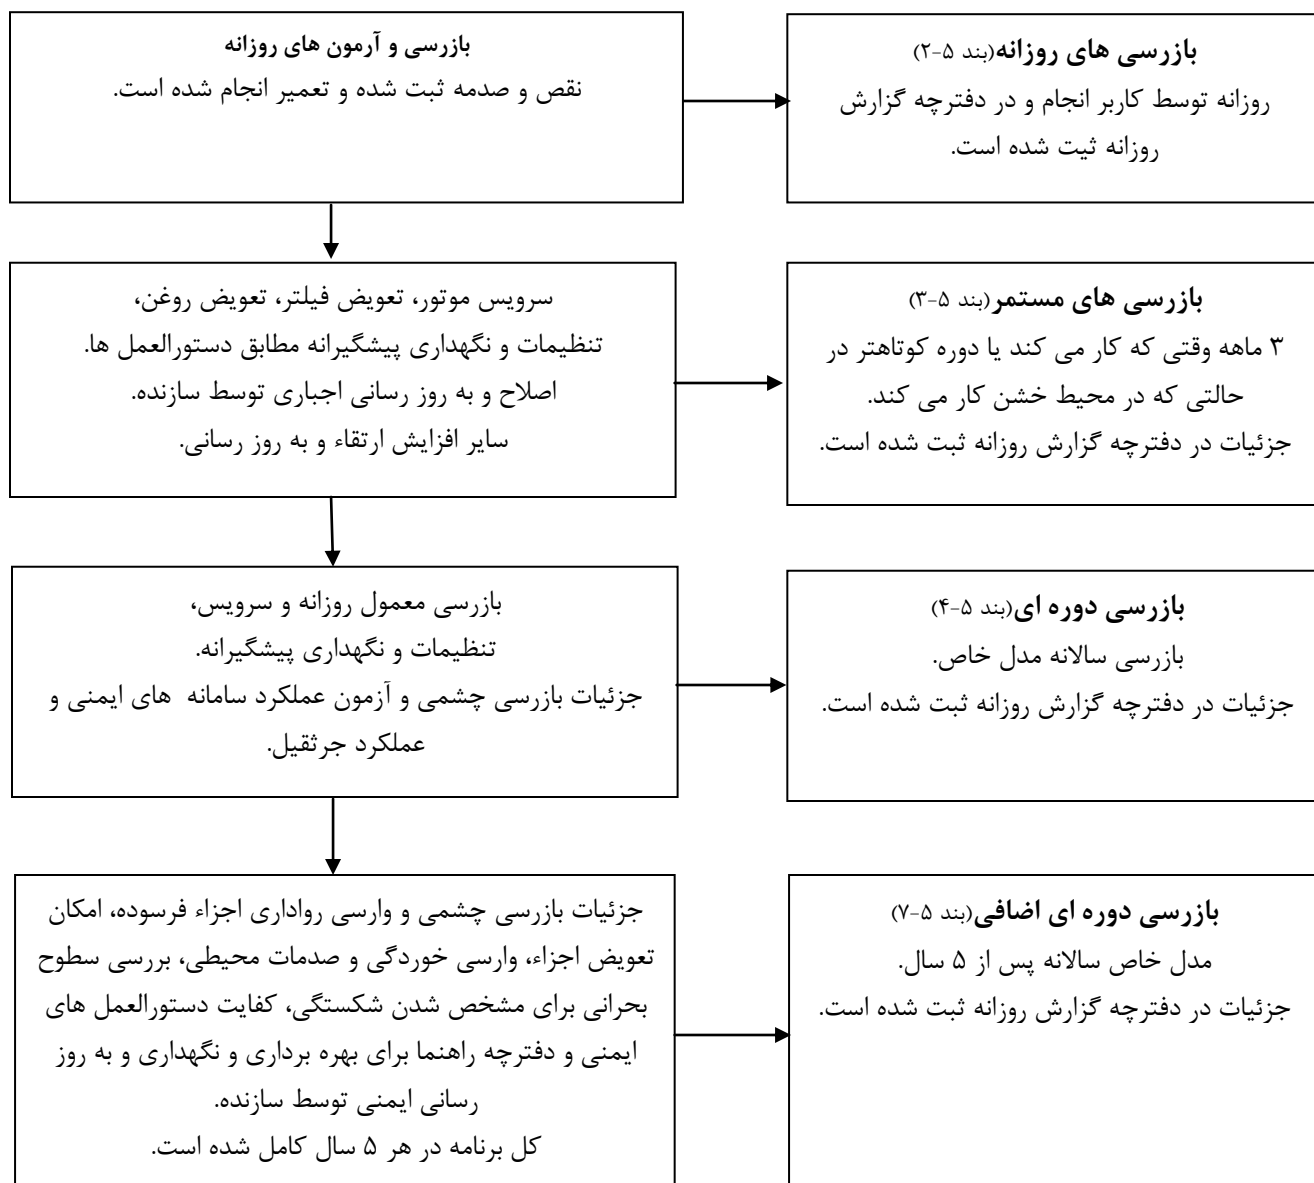 بازرسی های روزانه(بند ۵-۲)
روزانه توسط کاربر انجام و در دفترچه گزارش
روزانه ثیت شده است.
بازرسی و آرمون های روزانه
نقص و صدمه ثبت شده و تعمیر انجام شده است.
بازرسی های مستمر(بند ۵-۳)
۳ ماهه وقتی که کار می کند یا دوره کوتاهتر در
حالتی که در محیط خشن کار می کند.
جزئیات در دفترچه گزارش روزانه ثبت شده است.
سرویس موتور، تعویض فیلتر، تعویض روغن،
تنظیمات و نگهداری پیشگیرانه مطابق دستورالعمل ها.
اصلاح و به روز رسانی اجباری توسط سازنده.
سایر افزایش ارتقاء و به روز رسانی.
بازرسی دوره ای(بند ۵-۴)
بازرسی سالانه مدل خاص.
جزئیات در دفترچه گزارش روزانه ثبت شده است.
بازرسی معمول روزانه و سرویس،
تنظیمات و نگهداری پیشگیرانه.
جزئیات بازرسی چشمی و آزمون عملکرد سامانه های ایمنی و
عملکرد جرثقیل.
بازرسی دوره ای اضافی(بند ۵-۷)
مدل خاص سالانه پس از ۵ سال.
جزئیات در دفترچه گزارش روزانه ثبت شده است.
جزئیات بازرسی چشمی و وارسی رواداری اجزاء فرسوده، امکان
تعویض اجزاء، وارسی خوردگی و صدمات محیطی، بررسی سطوح
بحرانی برای مشخص شدن شکستگی، کفایت دستورالعمل های
ایمنی و دفترچه راهنما برای بهره برداری و نگهداری و به روز
رسانی ایمنی توسط سازنده.
کل برنامه در هر ۵ سال کامل شده است.